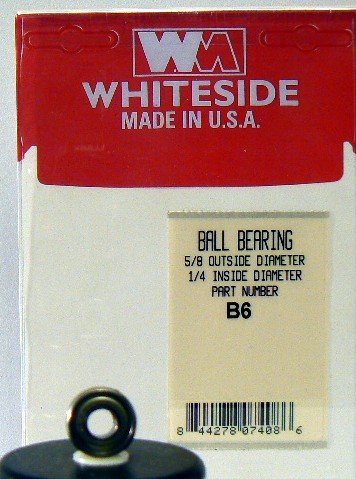 WM
WHITESIDE
MADE IN U.S.A.
BALL BEARING
5/8 OUTSIDE DIAMETER
1/4 INSIDE DIAMETER
PART NUMBER
B6
8 44278 07408 6